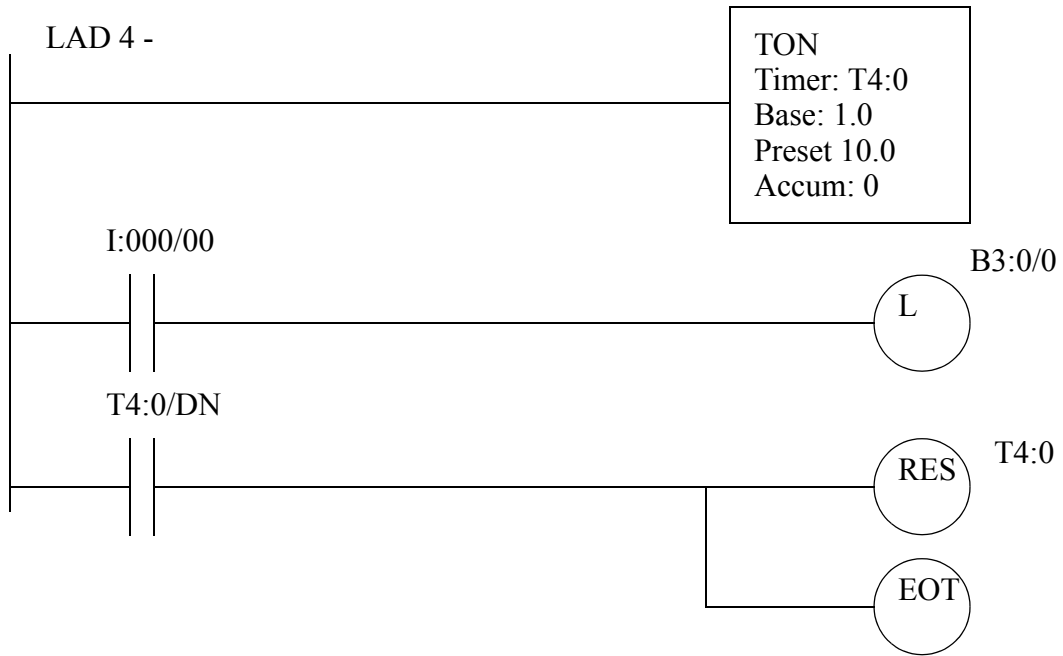 LAD 4 -
TON
Timer: T4:0
Base: 1.0
Preset 10.0
Accum: 0
I:000/00
B3:0/0
L
T4:0/DN
T4:0
RES
EOT